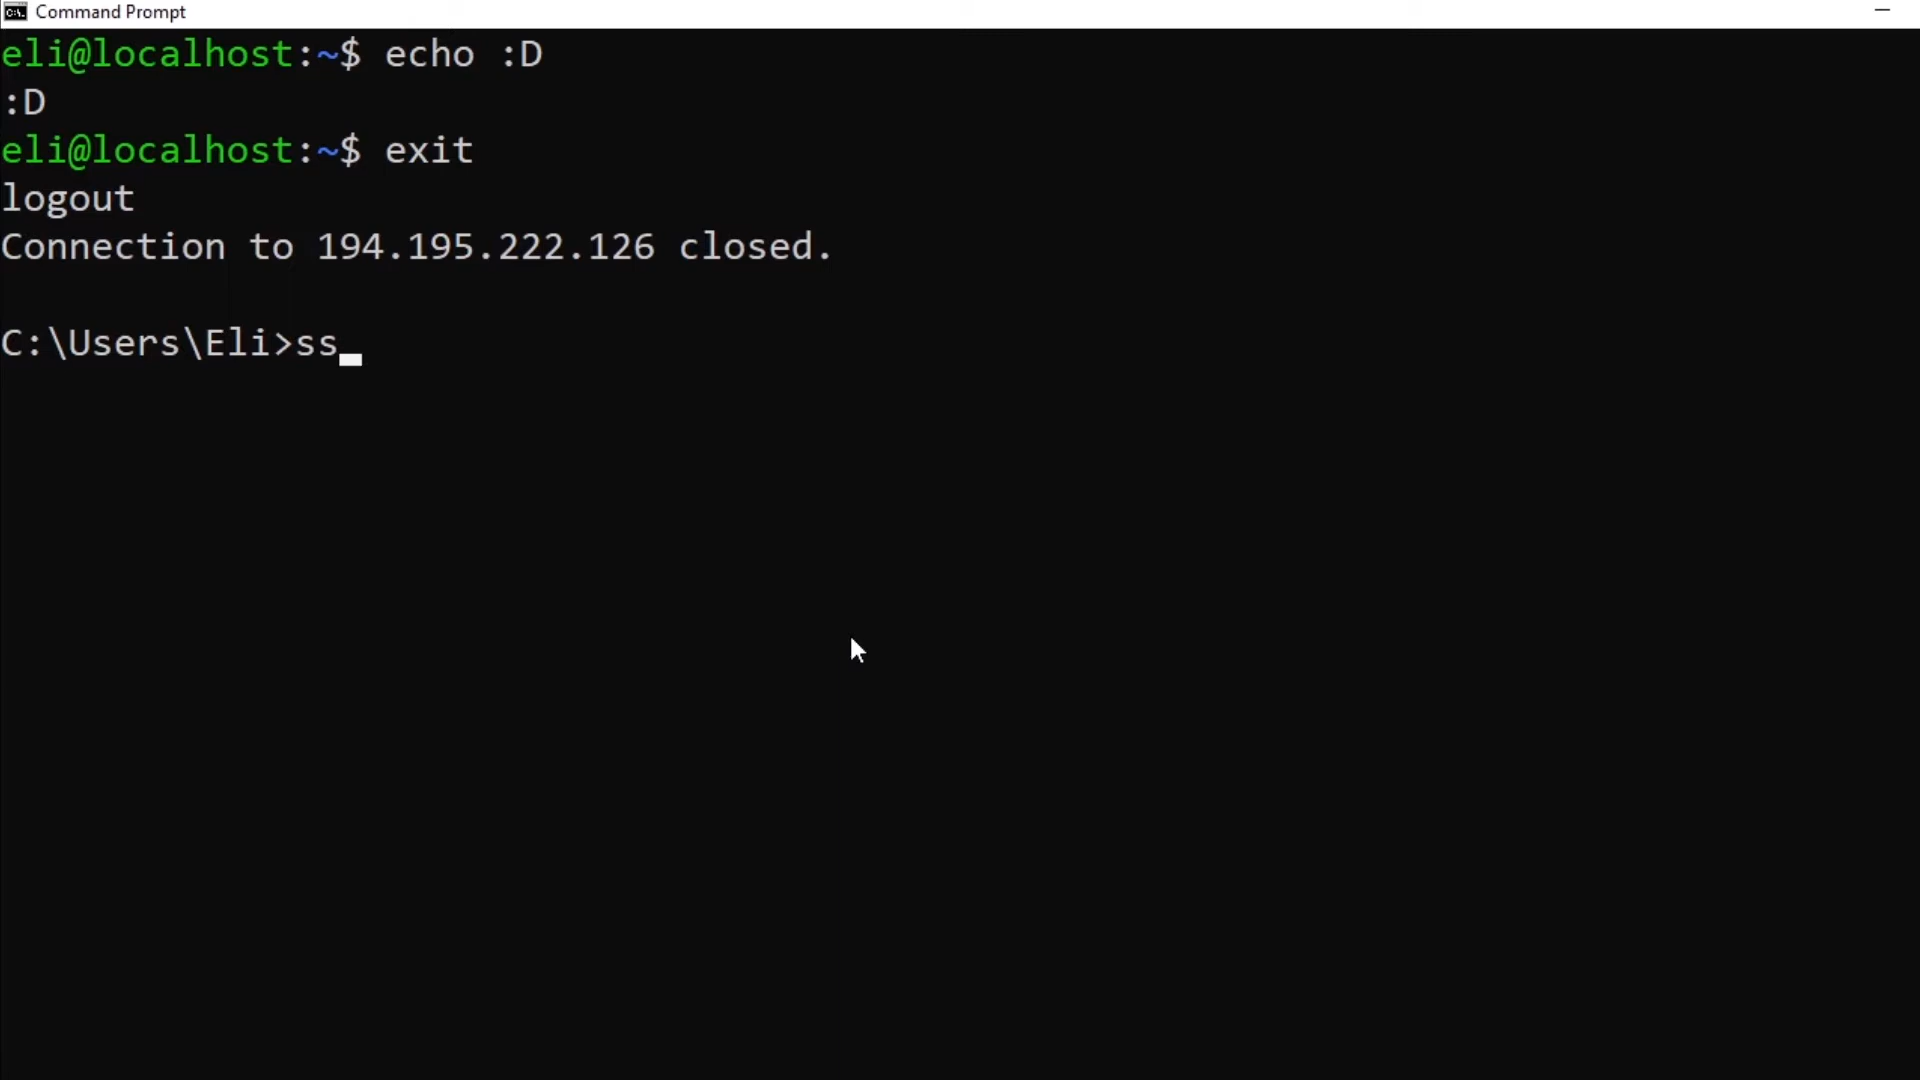 Command Prompt
eli@localhost:~$ echo :D
:D
eli@localhost:~$ exit
logout
Connection to 194.195.222.126 closed.
C:\Users\Eli>ss